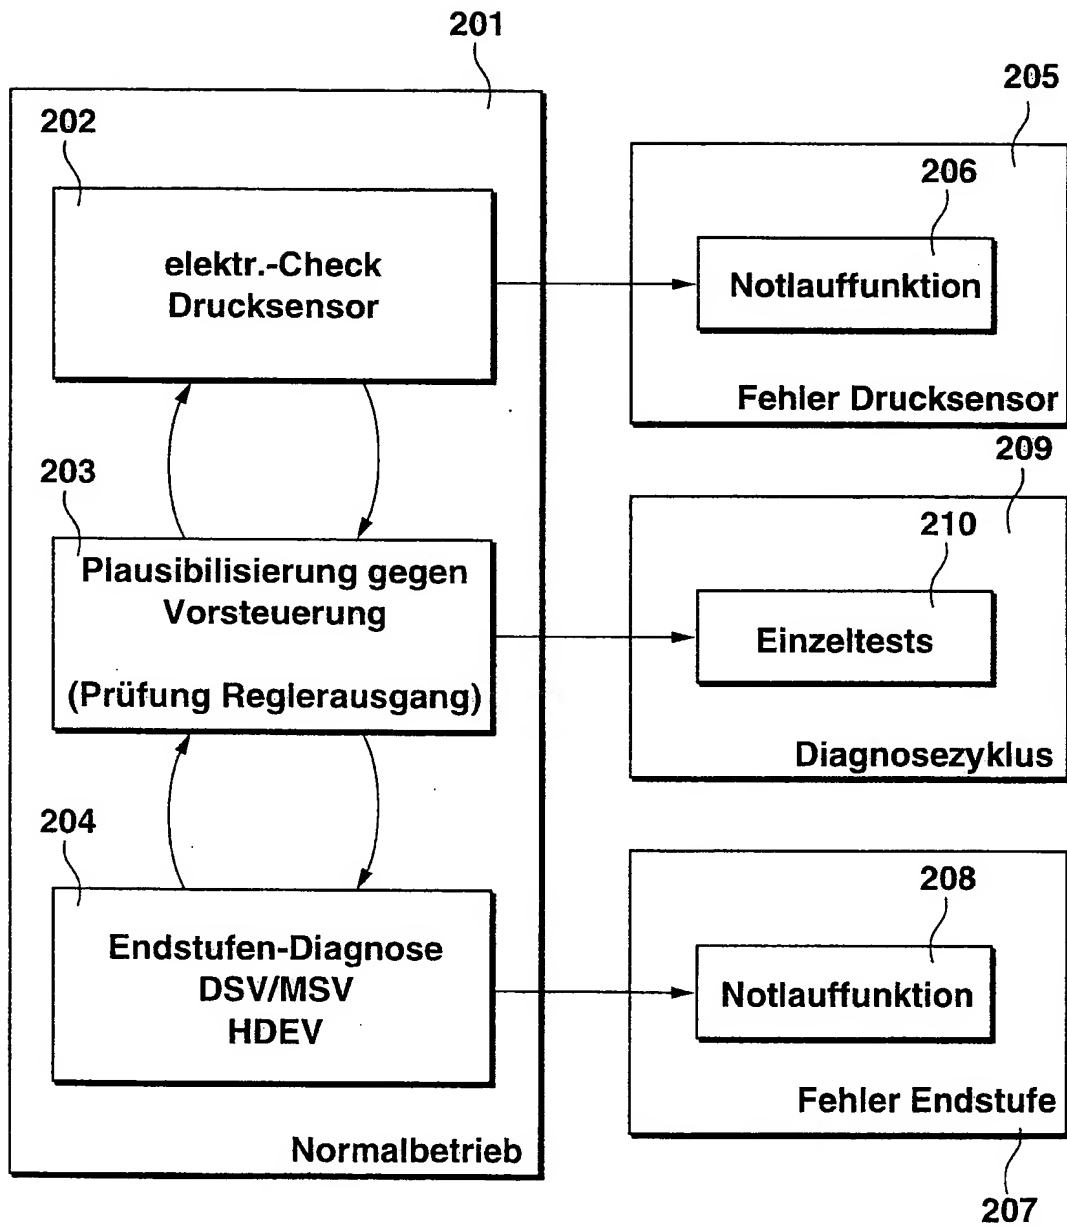 201
202
elektr.-Check
Drucksensor
203
Plausibilisierung gegen
Vorsteuerung
(Prüfung Reglerausgang)
204
Endstufen-Diagnose
DSV/MSV
HDEV
Normalbetrieb
205
206
Notlauffunktion
Fehler Drucksensor
209
210
Einzeltests
Diagnosezyklus
208
Notlauffunktion
Fehler Endstufe
207